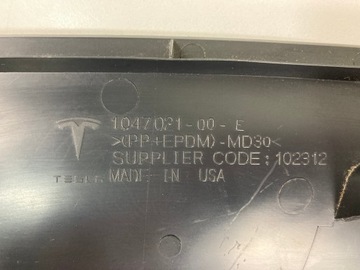 1047021-00-E
>(PP+EPDM)-MD30<
SUPPLIER CODE:102312
TESLA MADE IN USA